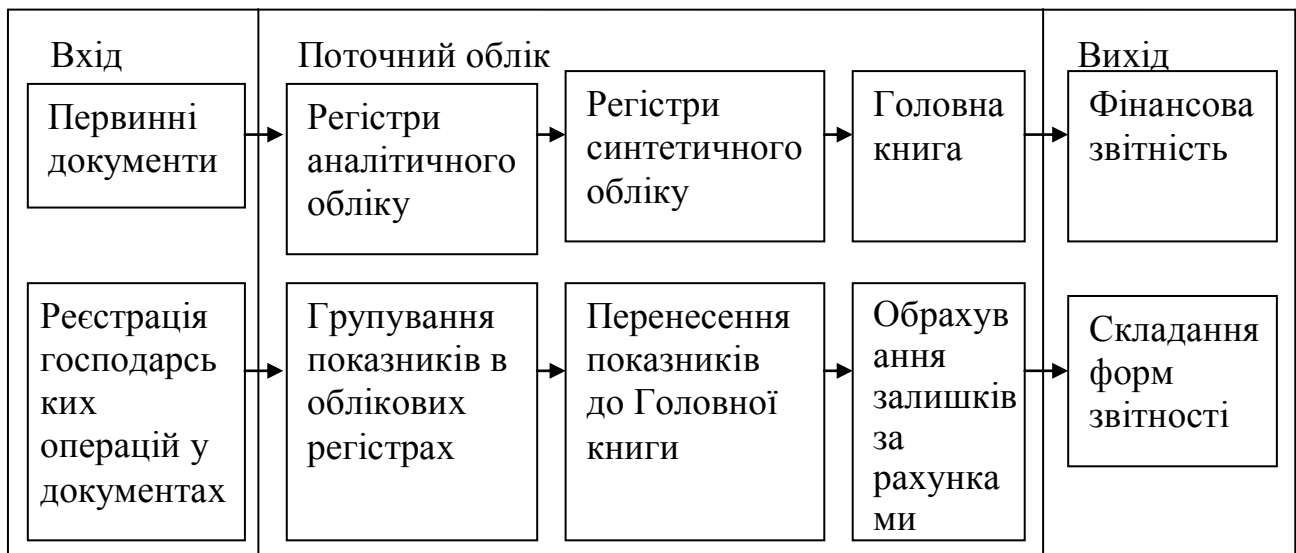 Вхід
Поточний облік
Вихід
Первинні
документи
Регістри
аналітичного
обліку
Регістри
синтетичного
обліку
Головна
книга
Фінансова
звітність
Реєстрація
господарсь
ких
операцій у
документах
Групування
показників в
облікових
регістрах
Перенесення
показників
до Головної
книги
Обрахув
ання
залишків
за
рахунка
ми
Складання
форм
звітності